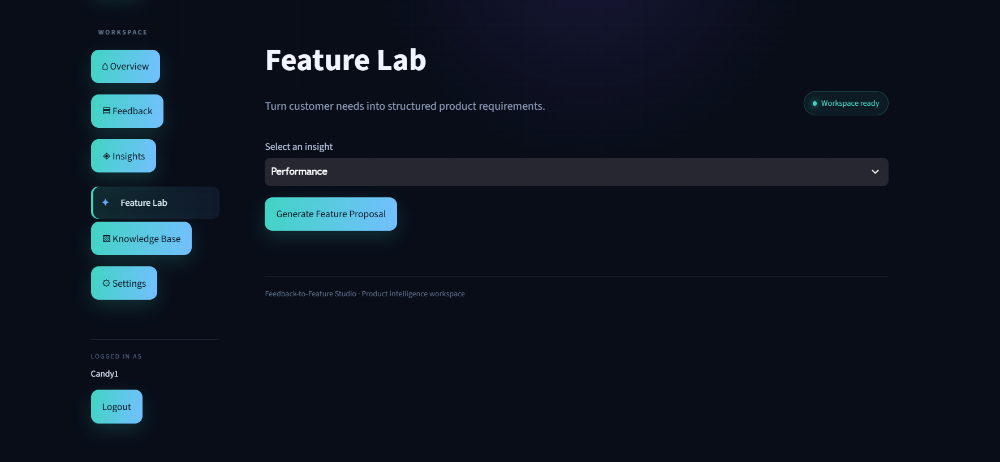 WORKSPACE
Overview
Feedback
Insights
Feature Lab
Knowledge Base
Settings
LOGGED IN AS
Candy1
Logout
Feature Lab
Turn customer needs into structured product requirements.
Workspace ready
Select an insight
Performance
Generate Feature Proposal
Feedback-to-Feature Studio · Product intelligence workspace